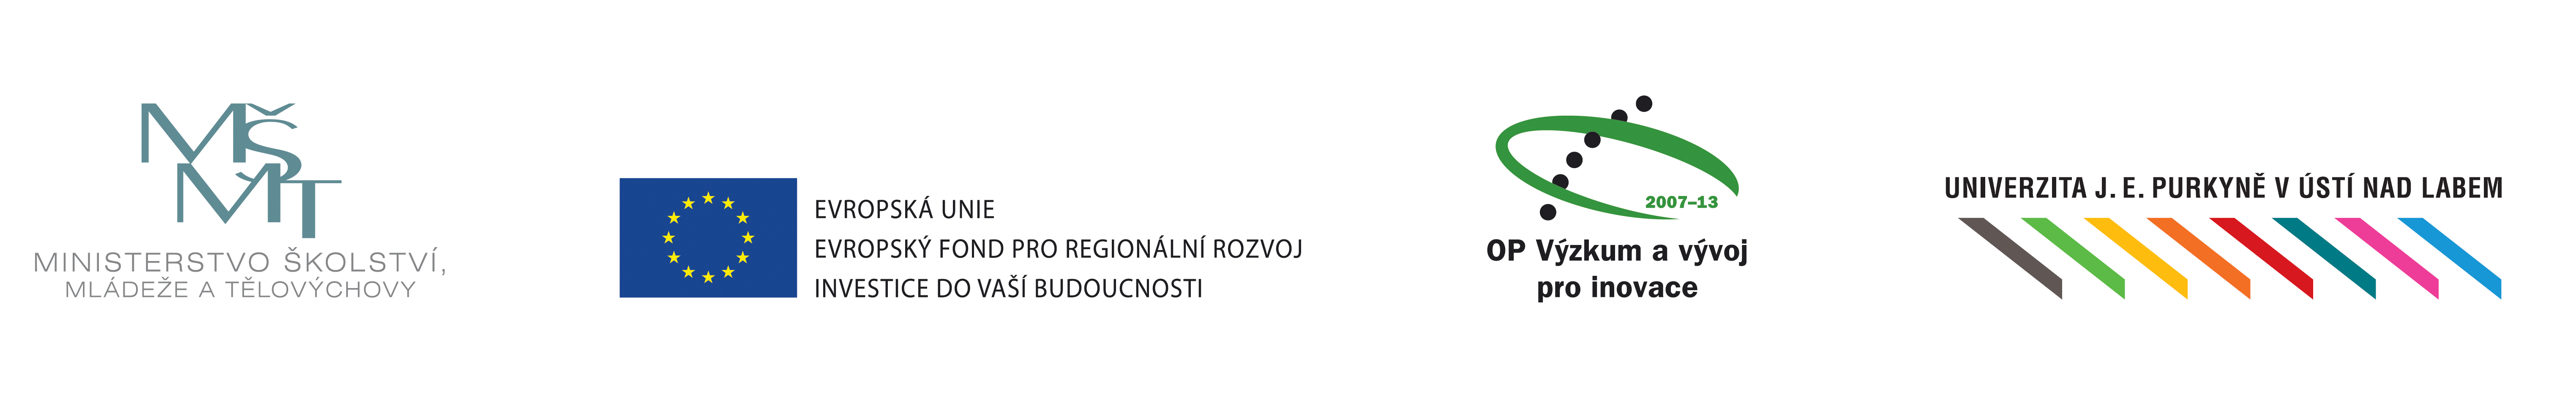 MŠMT
MINISTERSTVO ŠKOLSTVÍ,
MLÁDEŽE A TĚLOVÝCHOVY
EVROPSKÁ UNIE
EVROPSKÝ FOND PRO REGIONÁLNÍ ROZVOJ
INVESTICE DO VAŠÍ BUDOUCNOSTI
2007–13
OP Výzkum a vývoj
pro inovace
UNIVERZITA J. E. PURKYNĚ V ÚSTÍ NAD LABEM